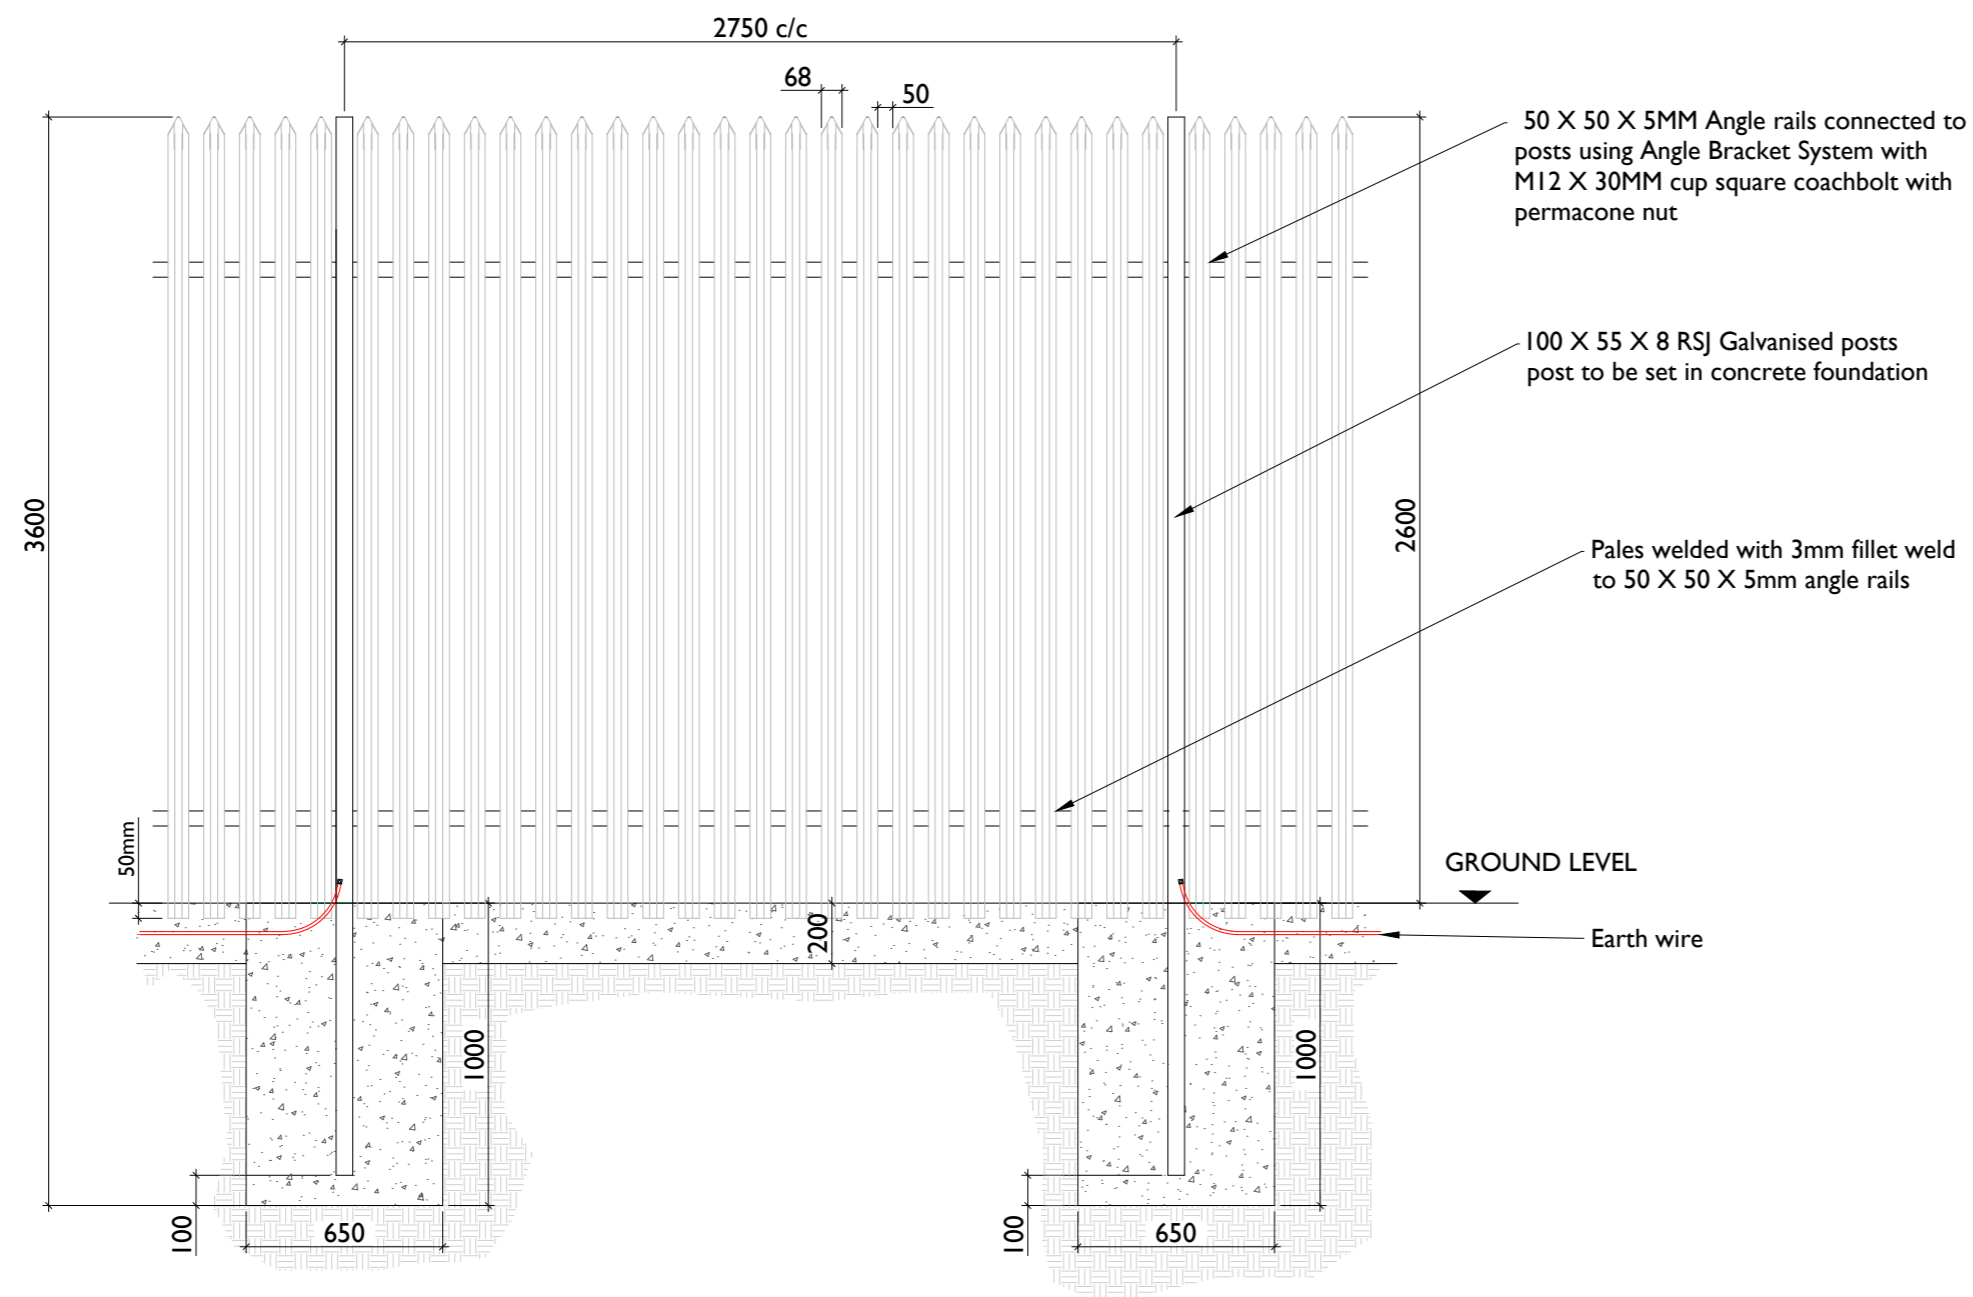 2750 c/c
68
50
50 X 50 X 5MM Angle rails connected to
posts using Angle Bracket System with
M12 X 30MM cup square coachbolt with
permacone nut
100 X 55 X 8 RSJ Galvanised posts
post to be set in concrete foundation
3600
2600
Pales welded with 3mm fillet weld
to 50 X 50 X 5mm angle rails
50mm
GROUND LEVEL
200
Earth wire
1000
1000
100
650
100
650